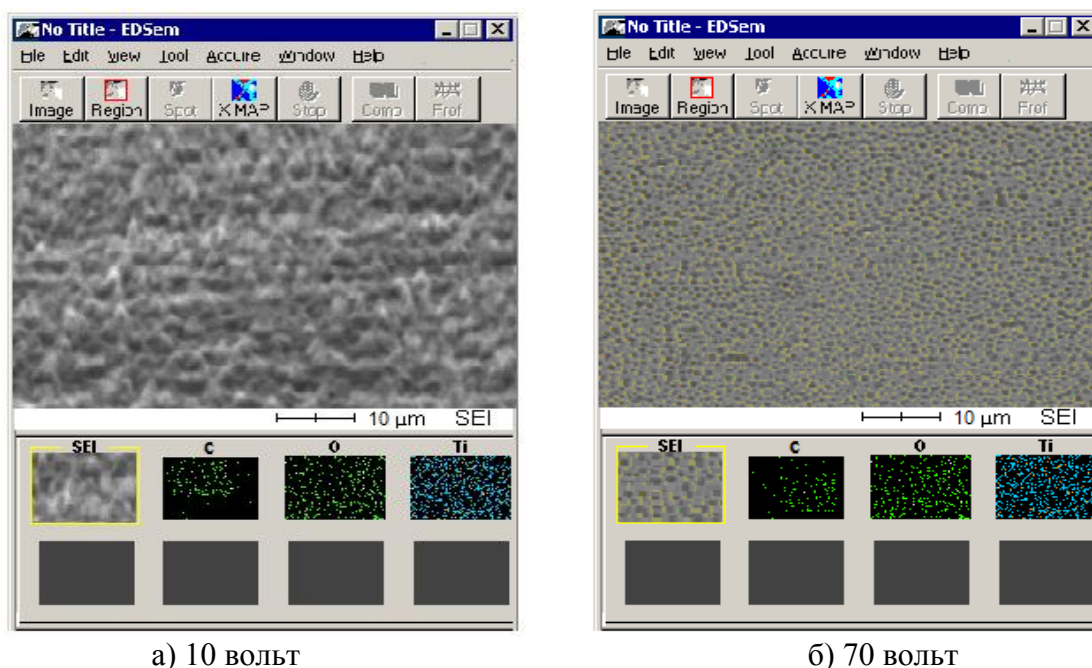 No Title - EDSem
File Edit View Tool Accuire Window Help
Image Region Spot XMAP Stop Comp Prof
10 µm SEI
SEI C O Ti
а) 10 вольт
No Title - EDSem
File Edit View Tool Accuire Window Help
Image Region Spot XMAP Stop Comp Prof
10 µm SEI
SEI C O Ti
б) 70 вольт